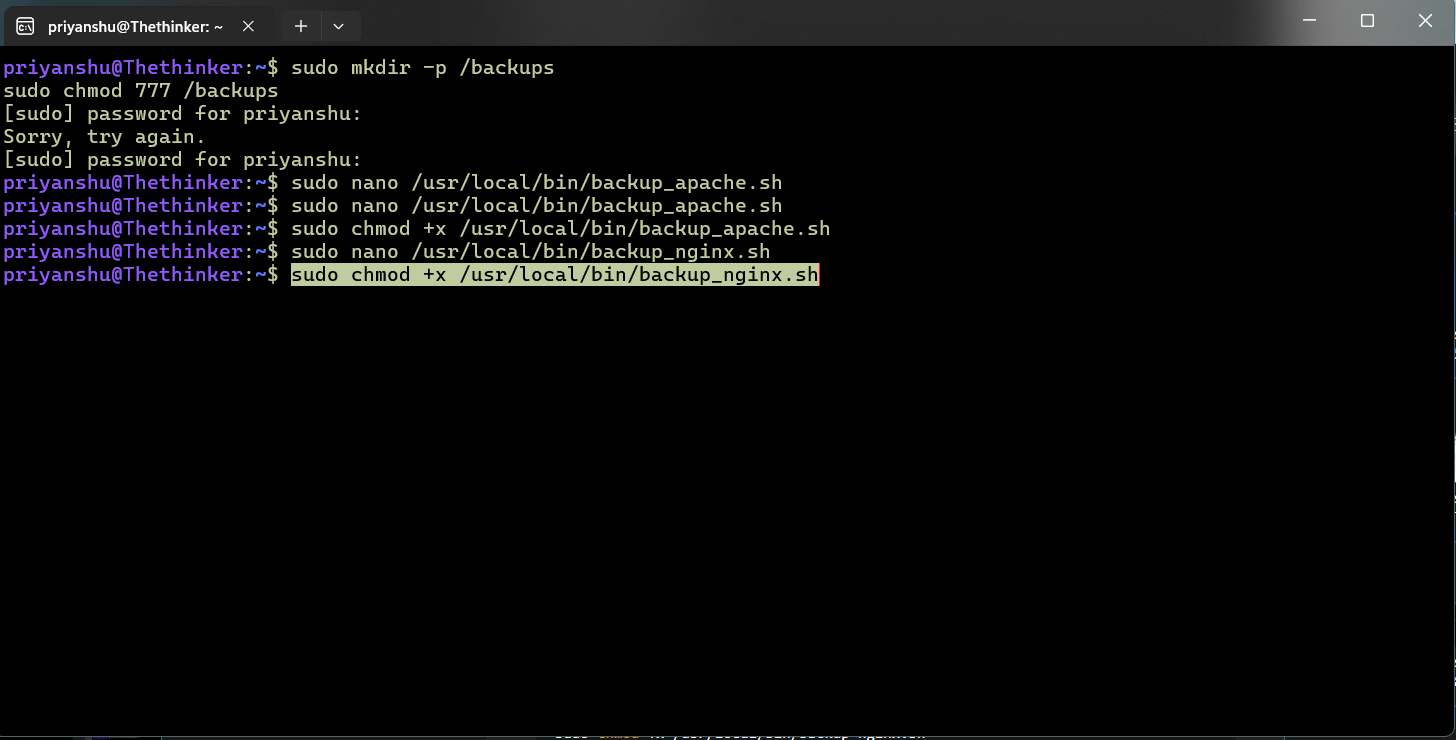 priyanshu@Thethinker: ~
priyanshu@Thethinker:~$ sudo mkdir -p /backups
sudo chmod 777 /backups
[sudo] password for priyanshu:
Sorry, try again.
[sudo] password for priyanshu:
priyanshu@Thethinker:~$ sudo nano /usr/local/bin/backup_apache.sh
priyanshu@Thethinker:~$ sudo nano /usr/local/bin/backup_apache.sh
priyanshu@Thethinker:~$ sudo chmod +x /usr/local/bin/backup_apache.sh
priyanshu@Thethinker:~$ sudo nano /usr/local/bin/backup_nginx.sh
priyanshu@Thethinker:~$ sudo chmod +x /usr/local/bin/backup_nginx.sh